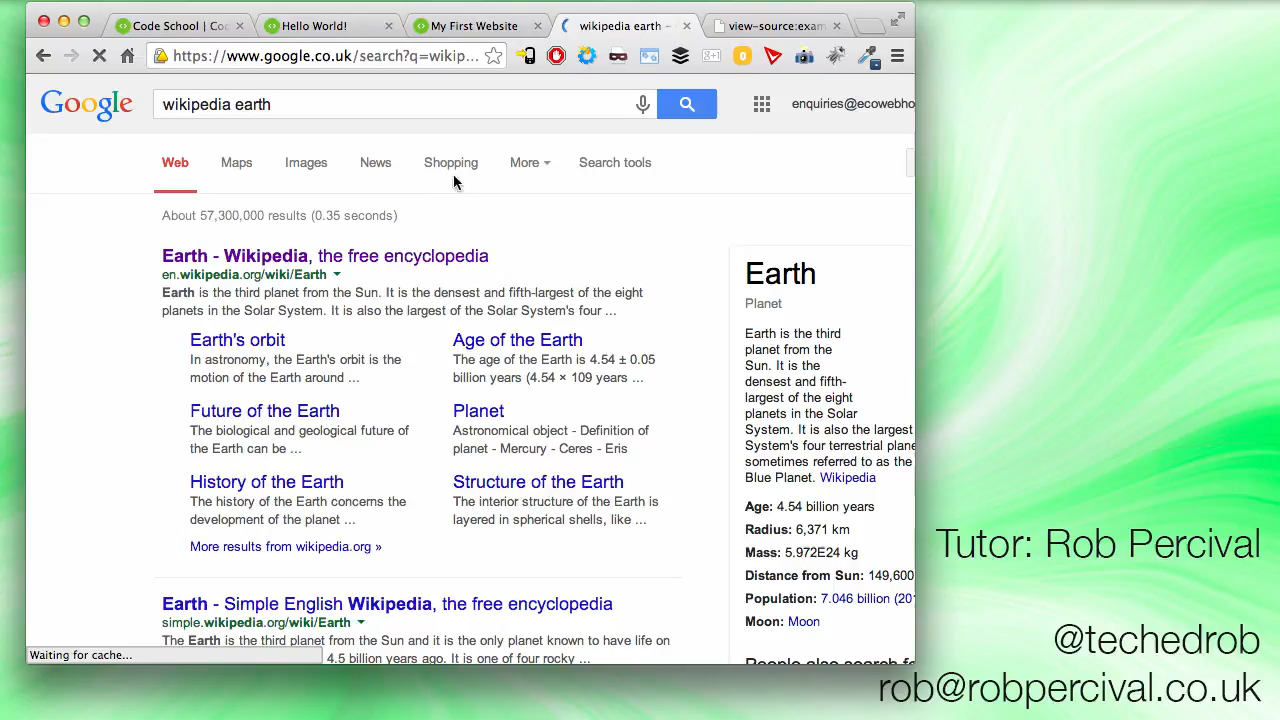 Code School | Co
Hello World!
My First Website
wikipedia earth -
view-source:exam
https://www.google.co.uk/search?q=wikip...
Google
wikipedia earth
enquiries@ecowebho
Web
Maps
Images
News
Shopping
More
Search tools
About 57,300,000 results (0.35 seconds)
Earth - Wikipedia, the free encyclopedia
en.wikipedia.org/wiki/Earth
Earth is the third planet from the Sun. It is the densest and fifth-largest of the eight
planets in the Solar System. It is also the largest of the Solar System's four ...
Earth's orbit
In astronomy, the Earth's orbit is the
motion of the Earth around ...
Age of the Earth
The age of the Earth is 4.54 ± 0.05
billion years (4.54 × 109 years ...
Future of the Earth
The biological and geological future of
the Earth can be ...
Planet
Astronomical object - Definition of
planet - Mercury - Ceres - Eris
History of the Earth
The history of the Earth concerns the
development of the planet ...
Structure of the Earth
The interior structure of the Earth is
layered in spherical shells, like ...
More results from wikipedia.org »
Earth - Simple English Wikipedia, the free encyclopedia
simple.wikipedia.org/wiki/Earth
The Earth is the third planet from the Sun and it is the only planet known to have life on
4.5 billion years ago. It is one of four rocky ...
Waiting for cache...
Earth
Planet
Earth is the third
planet from the
Sun. It is the
densest and fifth-
largest of the eight
planets in the Solar
System. It is also the largest
System's four terrestrial plane
sometimes referred to as the
Blue Planet. Wikipedia
Age: 4.54 billion years
Radius: 6,371 km
Mass: 5.972E24 kg
Distance from Sun: 149,600
Population: 7.046 billion (201
Moon: Moon
People also search fo
Tutor: Rob Percival
@techedrob
rob@robpercival.co.uk